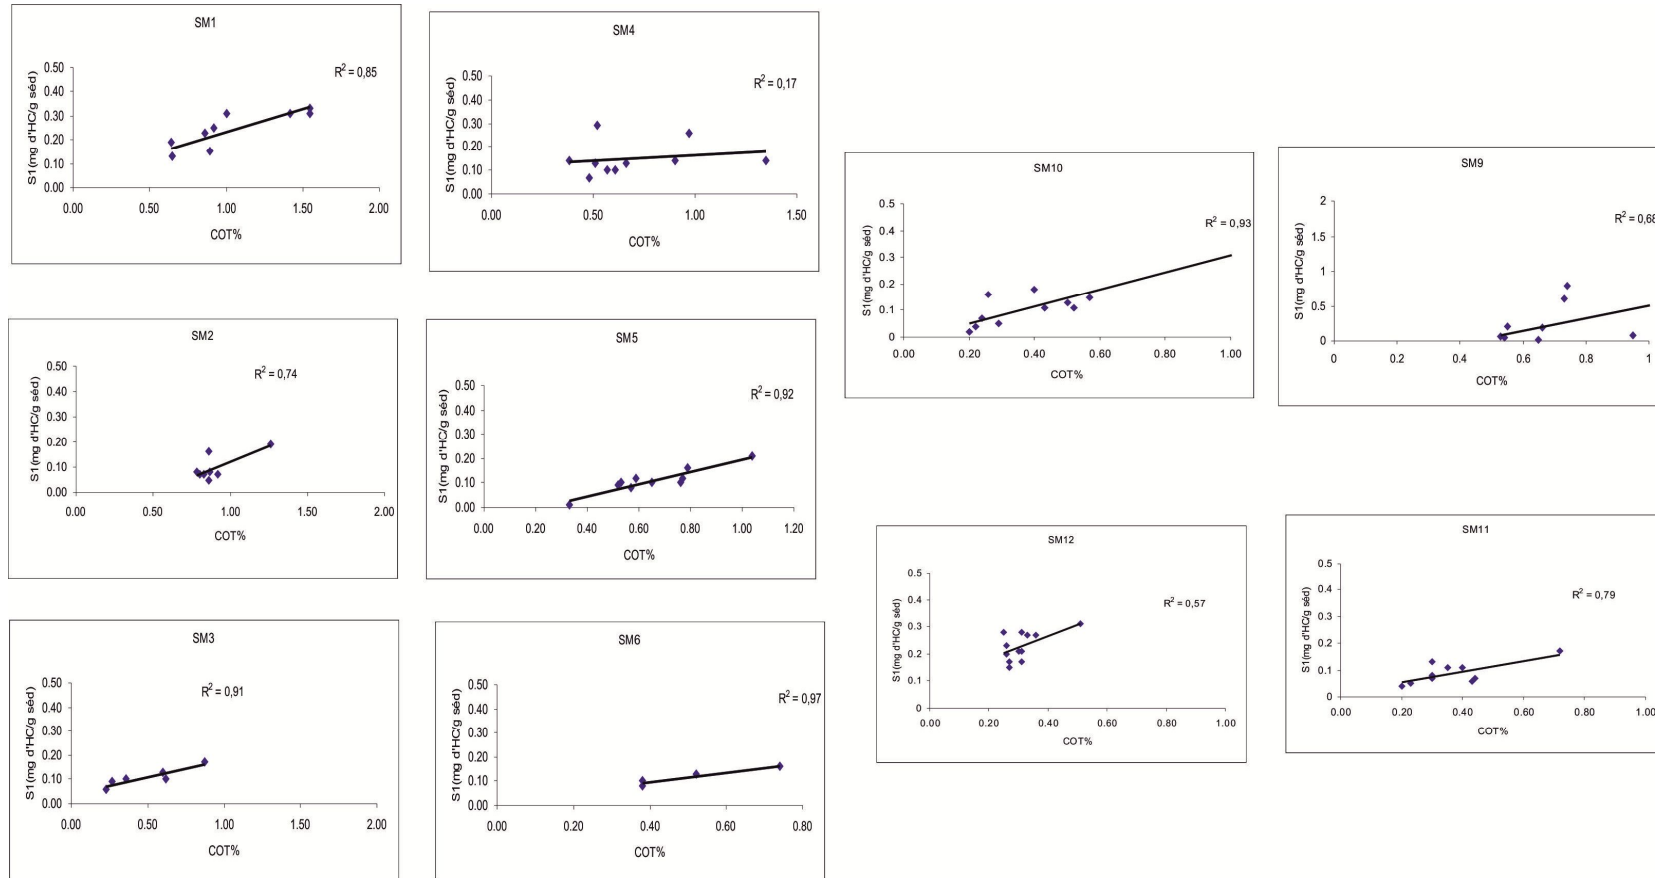 SM1
R² = 0,85
S1(mg d'HC/g séd)
0.50
0.40
0.30
0.20
0.10
0.00
0.00 0.50 1.00 1.50 2.00
COT%
SM4
R² = 0,17
S1(mg d'HC/g séd)
0.50
0.40
0.30
0.20
0.10
0.00
0.00 0.50 1.00 1.50
COT%
SM10
R² = 0,93
S1(mg d'HC/g séd)
0.5
0.4
0.3
0.2
0.1
0
0.00 0.20 0.40 0.60 0.80 1.00
COT%
SM9
R² = 0,68
S1(mg d'HC/g séd)
2
1.5
1
0.5
0
0 0.2 0.4 0.6 0.8 1
COT%
SM2
R² = 0,74
S1(mg d'HC/g séd)
0.50
0.40
0.30
0.20
0.10
0.00
0.00 0.50 1.00 1.50 2.00
COT%
SM5
R² = 0,92
S1(mg d'HC/g séd)
0.50
0.40
0.30
0.20
0.10
0.00
0.00 0.20 0.40 0.60 0.80 1.00 1.20
COT%
SM12
R² = 0,57
S1(mg d'HC/g séd)
0.5
0.4
0.3
0.2
0.1
0
0.00 0.20 0.40 0.60 0.80 1.00
COT%
SM11
R² = 0,79
S1(mg d'HC/g séd)
0.5
0.4
0.3
0.2
0.1
0
0.00 0.20 0.40 0.60 0.80 1.00
COT%
SM3
R² = 0,91
S1(mg d'HC/g séd)
0.50
0.40
0.30
0.20
0.10
0.00
0.00 0.50 1.00 1.50 2.00
COT%
SM6
R² = 0,97
S1(mg d'HC/g séd)
0.50
0.40
0.30
0.20
0.10
0.00
0.00 0.20 0.40 0.60 0.80
COT%